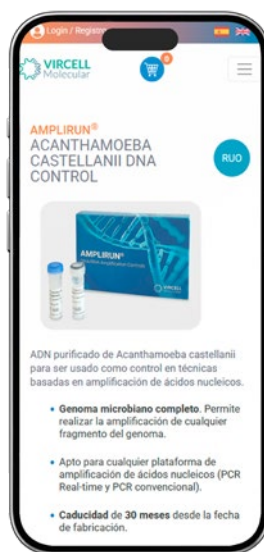 Login / Registro
VIRCELL
Molecular
0
AMPLIRUN®
ACANTHAMOEBA
CASTELLANII DNA
CONTROL
RUO
AMPLIRUN
VIRCELL
ADN purificado de Acanthamoeba castellanii
para ser usado como control en técnicas
basadas en amplificación de ácidos nucleicos.
• Genoma microbiano completo. Permite
realizar la amplificación de cualquier
fragmento del genoma.
• Apto para cualquier plataforma de
amplificación de ácidos nucleicos (PCR
Real-time y PCR convencional).
• Caducidad de 30 meses desde la fecha
de fabricación.